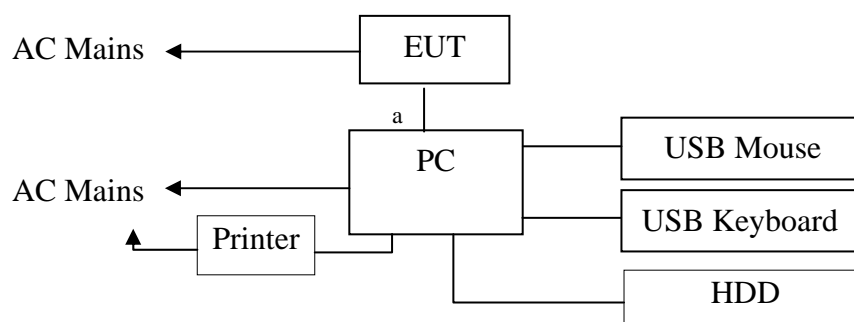 AC Mains
EUT
a
PC
USB Mouse
AC Mains
USB Keyboard
Printer
HDD